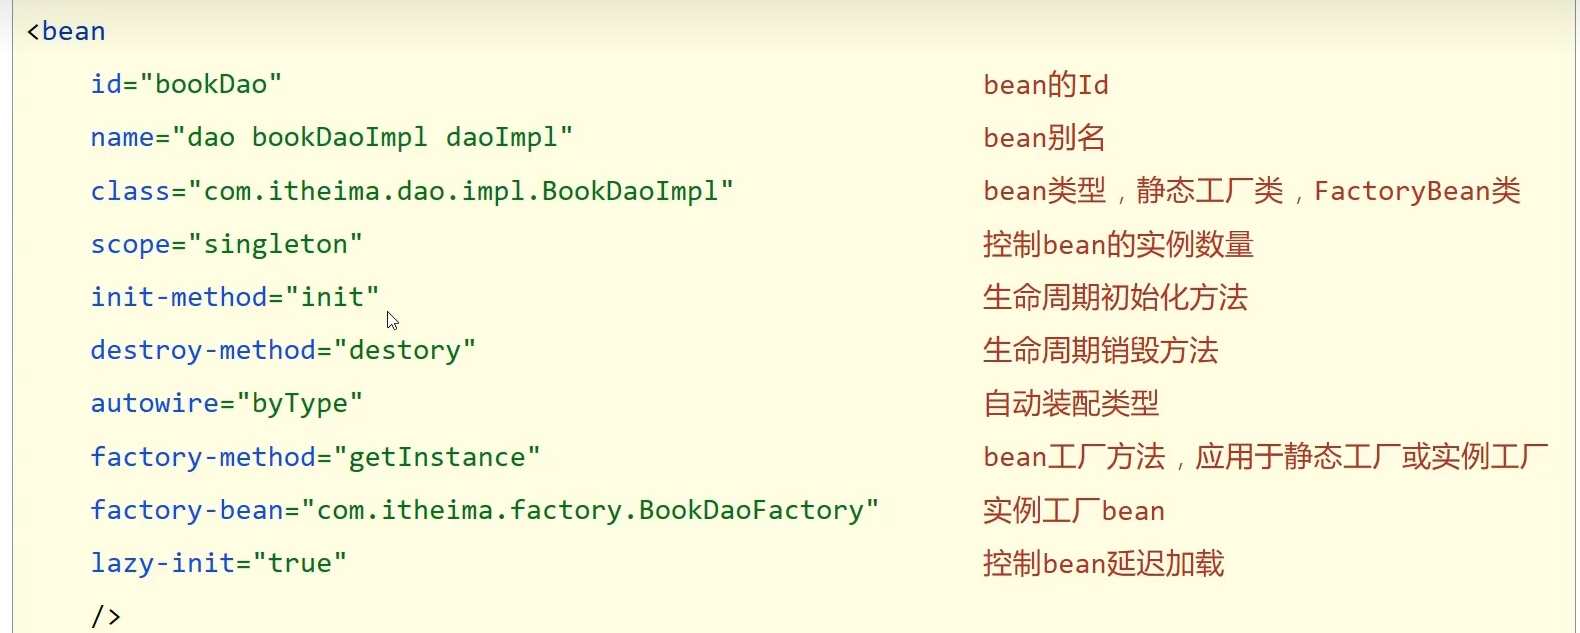 <bean
id="bookDao" bean的Id
name="dao bookDaoImpl daoImpl" bean别名
class="com.itheima.dao.impl.BookDaoImpl" bean类型，静态工厂类，FactoryBean类
scope="singleton" 控制bean的实例数量
init-method="init" 生命周期初始化方法
destroy-method="destory" 生命周期销毁方法
autowire="byType" 自动装配类型
factory-method="getInstance" bean工厂方法，应用于静态工厂或实例工厂
factory-bean="com.itheima.factory.BookDaoFactory" 实例工厂bean
lazy-init="true" 控制bean延迟加载
/>